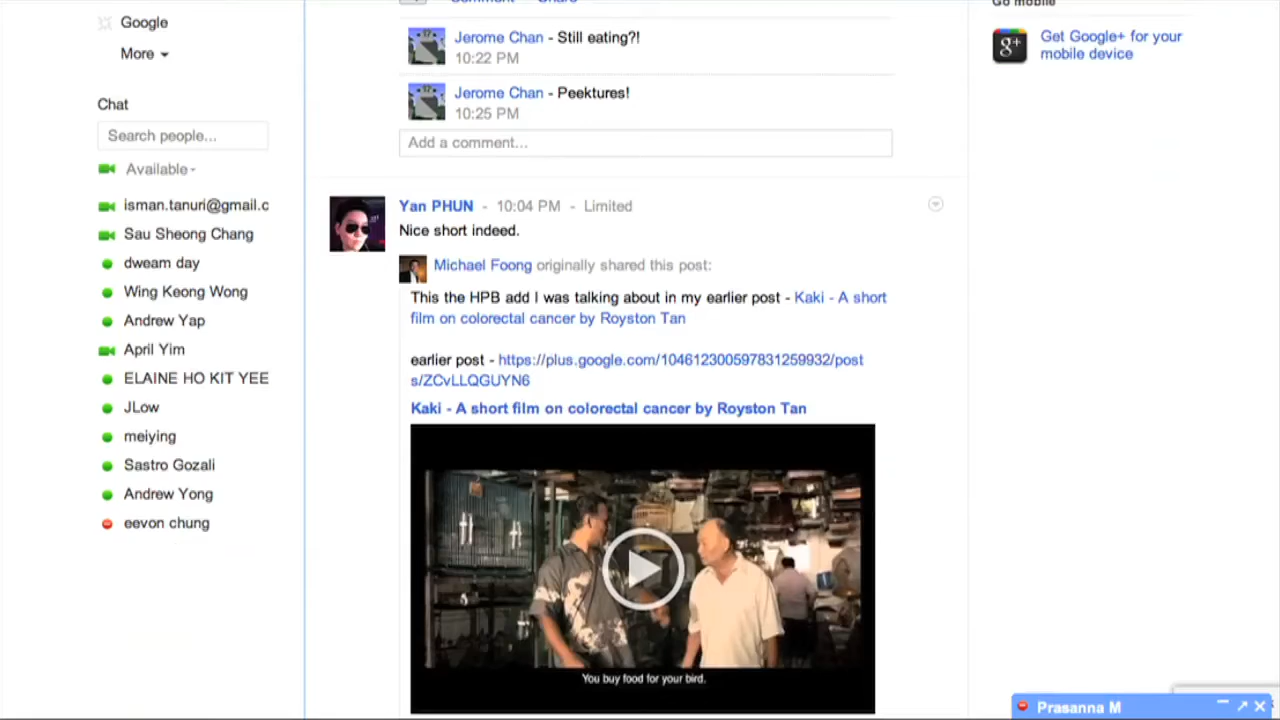 Google
More
Chat
Search people...
Available
isman.tanuri@gmail.c
Sau Sheong Chang
dweam day
Wing Keong Wong
Andrew Yap
April Yim
ELAINE HO KIT YEE
JLow
meiying
Sastro Gozali
Andrew Yong
eevon chung
Comment Share
Jerome Chan - Still eating?!
10:22 PM
Jerome Chan - Peektures!
10:25 PM
Add a comment...
Yan PHUN - 10:04 PM - Limited
Nice short indeed.
Michael Foong originally shared this post:
This the HPB add I was talking about in my earlier post - Kaki - A short
film on colorectal cancer by Royston Tan
earlier post - https://plus.google.com/104612300597831259932/post
s/ZCvLLQGUYN6
Kaki - A short film on colorectal cancer by Royston Tan
You buy food for your bird.
Go mobile
g+
Get Google+ for your
mobile device
Prasanna M